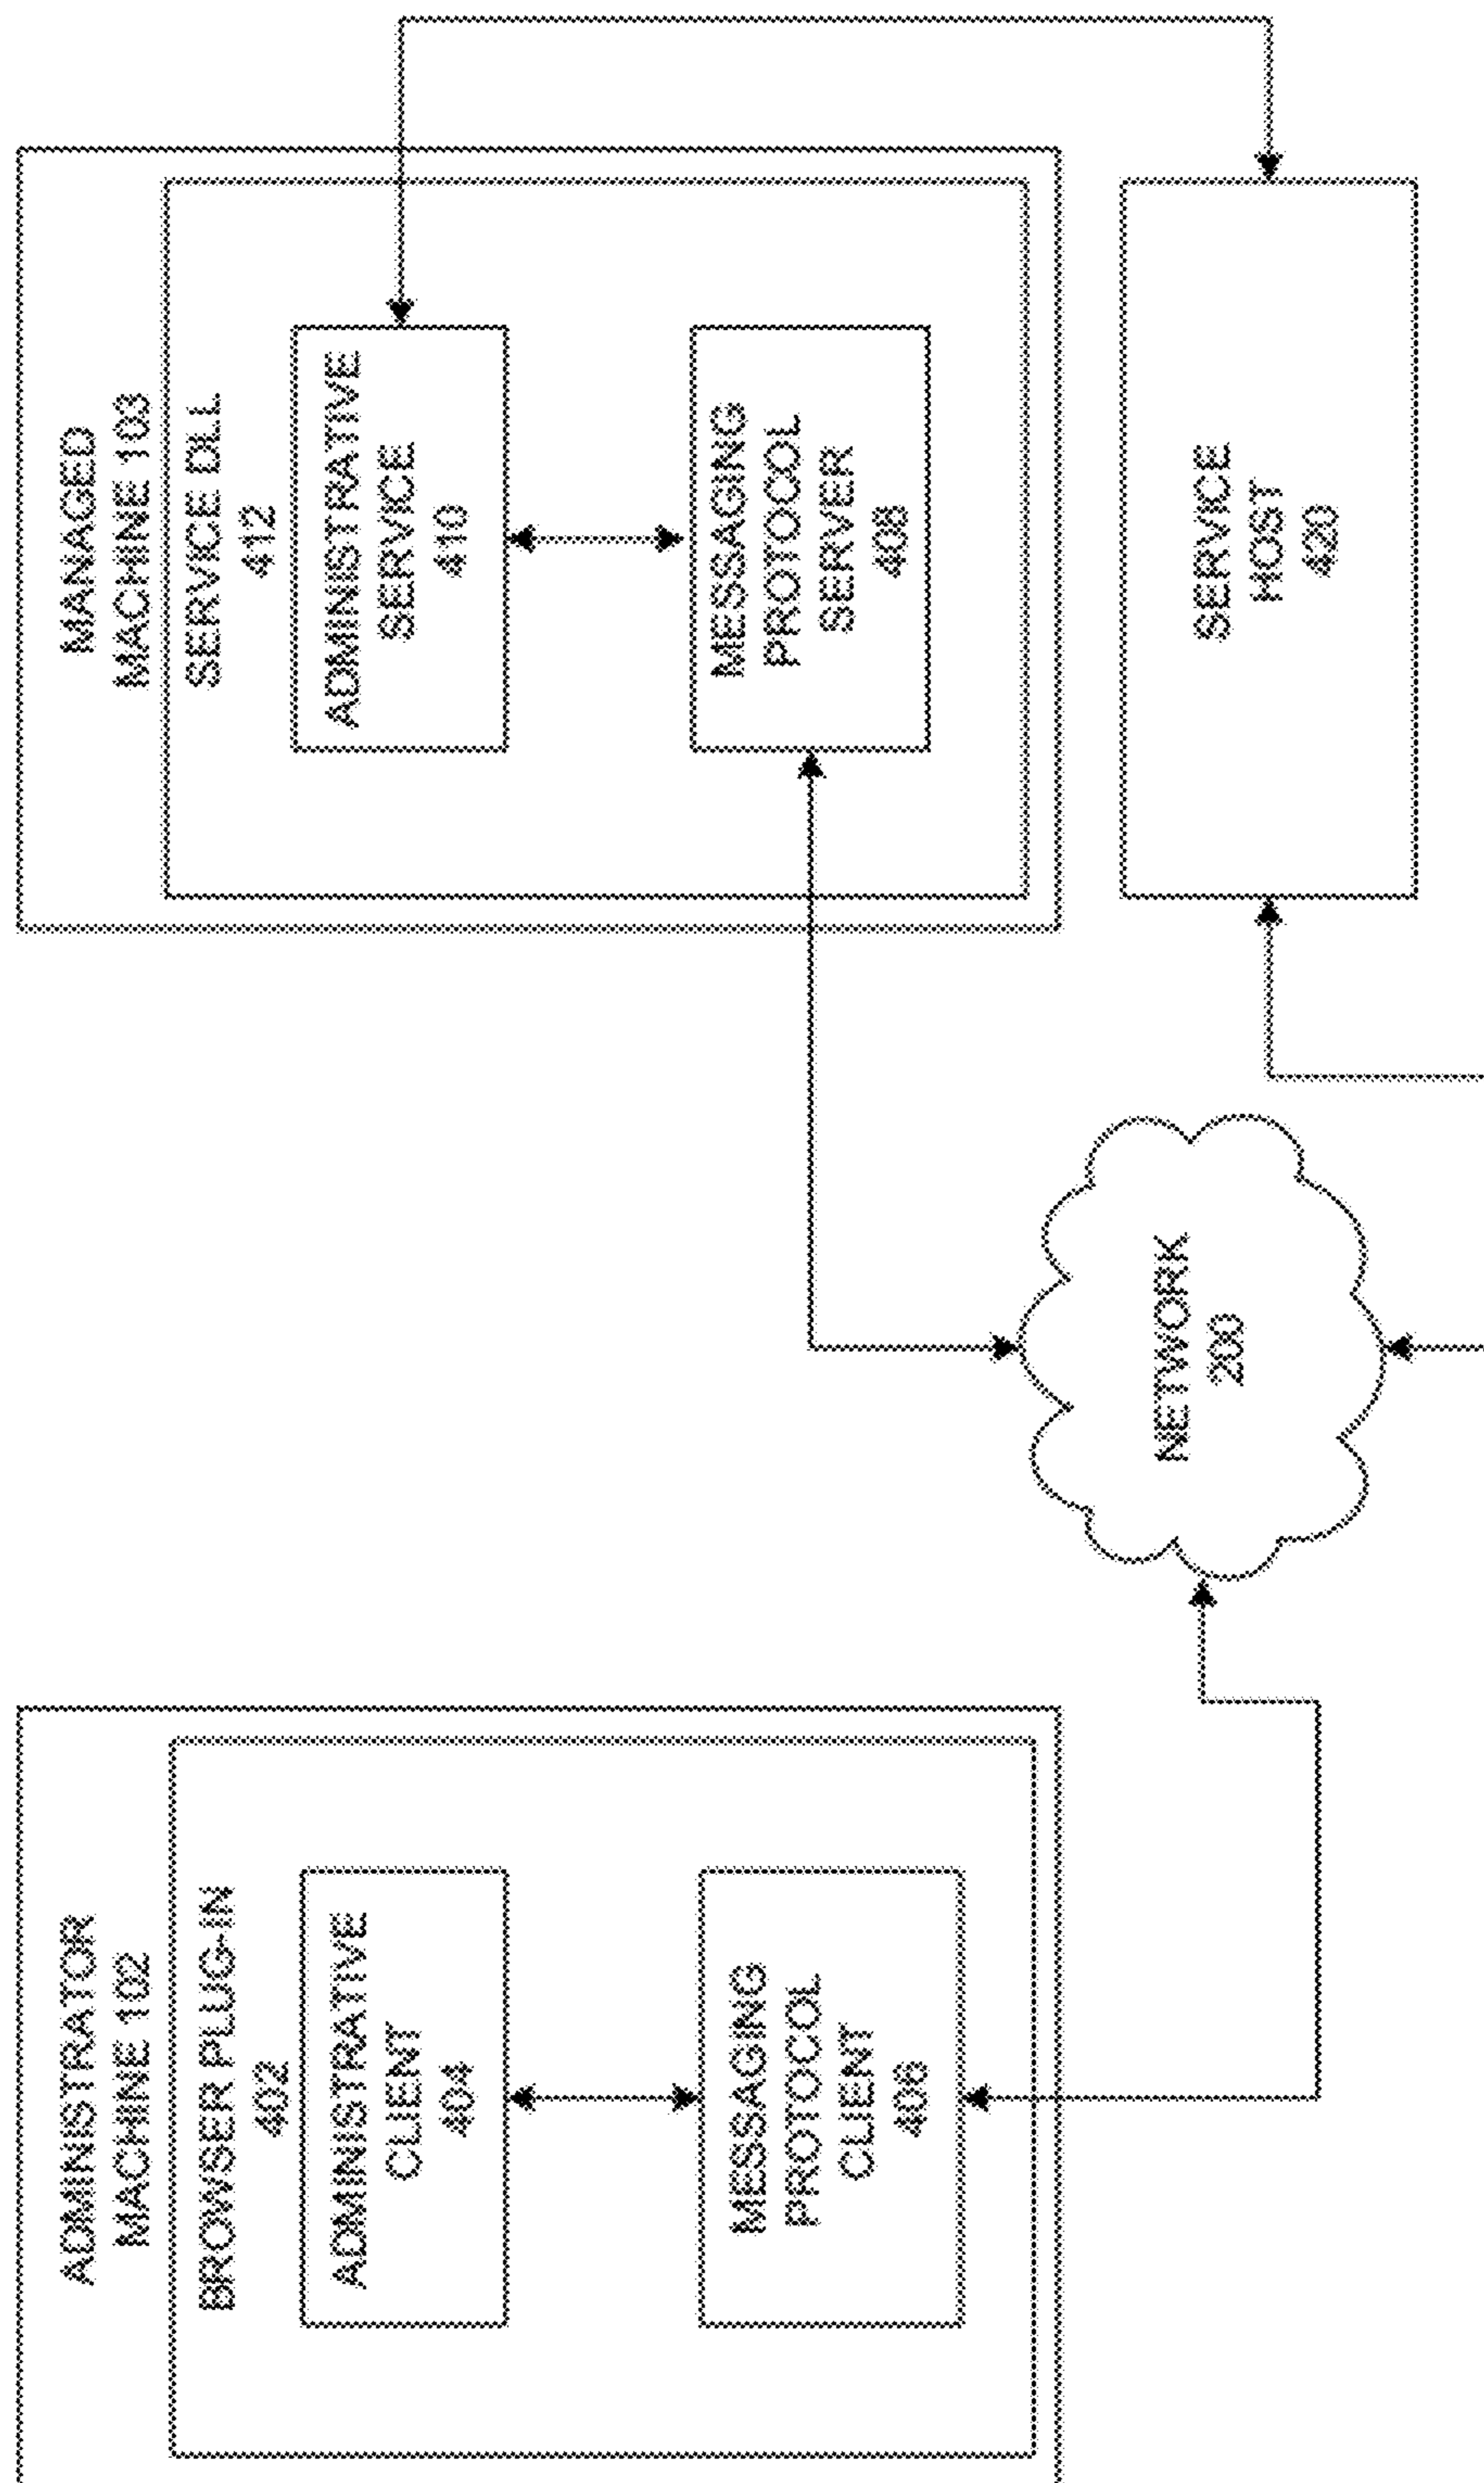 ADMINISTRATOR
MACHINE 102
BROWSER PLUG-IN
402
ADMINISTRATIVE
CLIENT
404
MESSAGING
PROTOCOL
CLIENT
406
NETWORK
200
MANAGED
MACHINE 103
SERVICE DLL
412
ADMINISTRATIVE
SERVICE
410
MESSAGING
PROTOCOL
SERVER
408
SERVICE
HOST
420